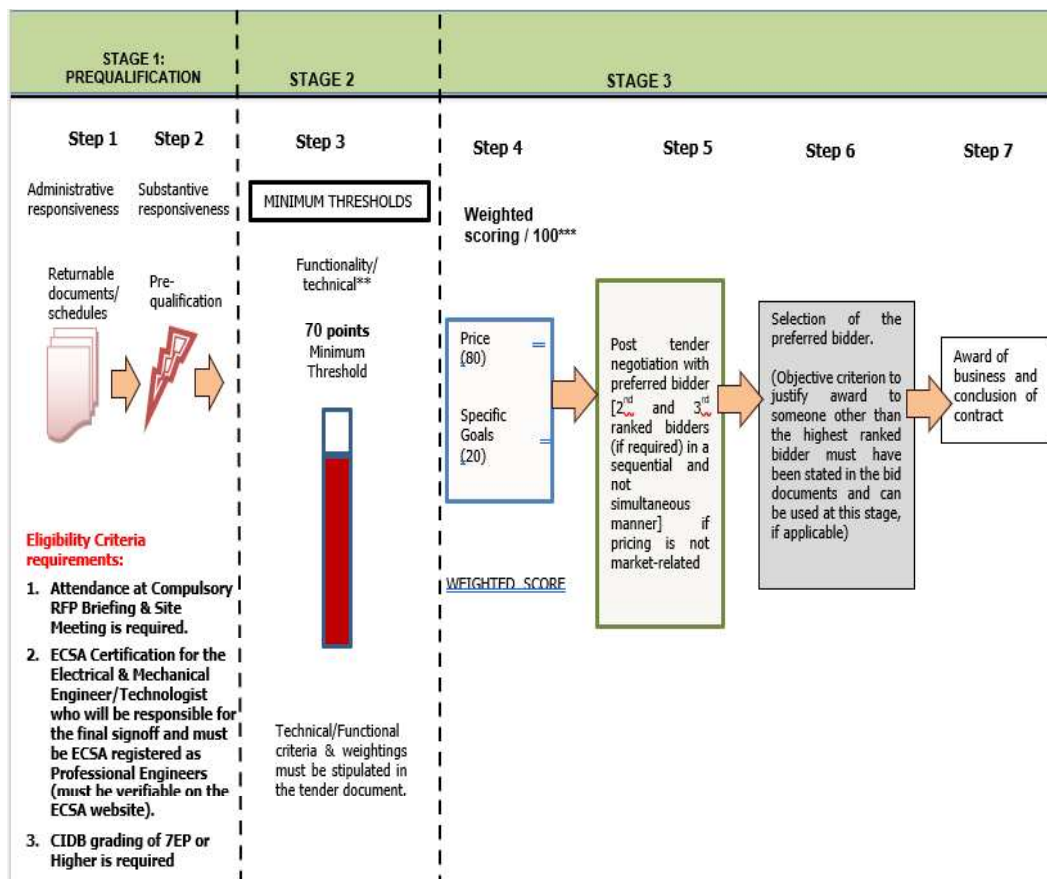 STAGE 1:
PREQUALIFICATION
STAGE 2
STAGE 3
Step 1
Step 2
Step 3
Step 4
Step 5
Step 6
Step 7
Administrative
responsiveness
Substantive
responsiveness
Returnable
documents/
schedules
Pre-
qualification
Eligibility Criteria
requirements:
1. Attendance at Compulsory
RFP Briefing & Site
Meeting is required.
2. ECSA Certification for the
Electrical & Mechanical
Engineer/Technologist
who will be responsible for
the final signoff and must
be ECSA registered as
Professional Engineers
(must be verifiable on the
ECSA website).
3. CIDB grading of 7EP or
Higher is required
MINIMUM THRESHOLDS
Functionality/
technical**
70 points
Minimum
Threshold
Technical/Functional
criteria & weightings
must be stipulated in
the tender document.
Weighted
scoring / 100***
Price =
(80)
Specific
Goals =
(20)
WEIGHTED SCORE
Post tender
negotiation with
preferred bidder
[2nd and 3rd
ranked bidders
(if required) in a
sequential and
not
simultaneous
manner] if
pricing is not
market-related
Selection of the
preferred bidder.
(Objective criterion to
justify award to
someone other than
the highest ranked
bidder must have
been stated in the bid
documents and can
be used at this stage,
if applicable)
Award of
business and
conclusion of
contract